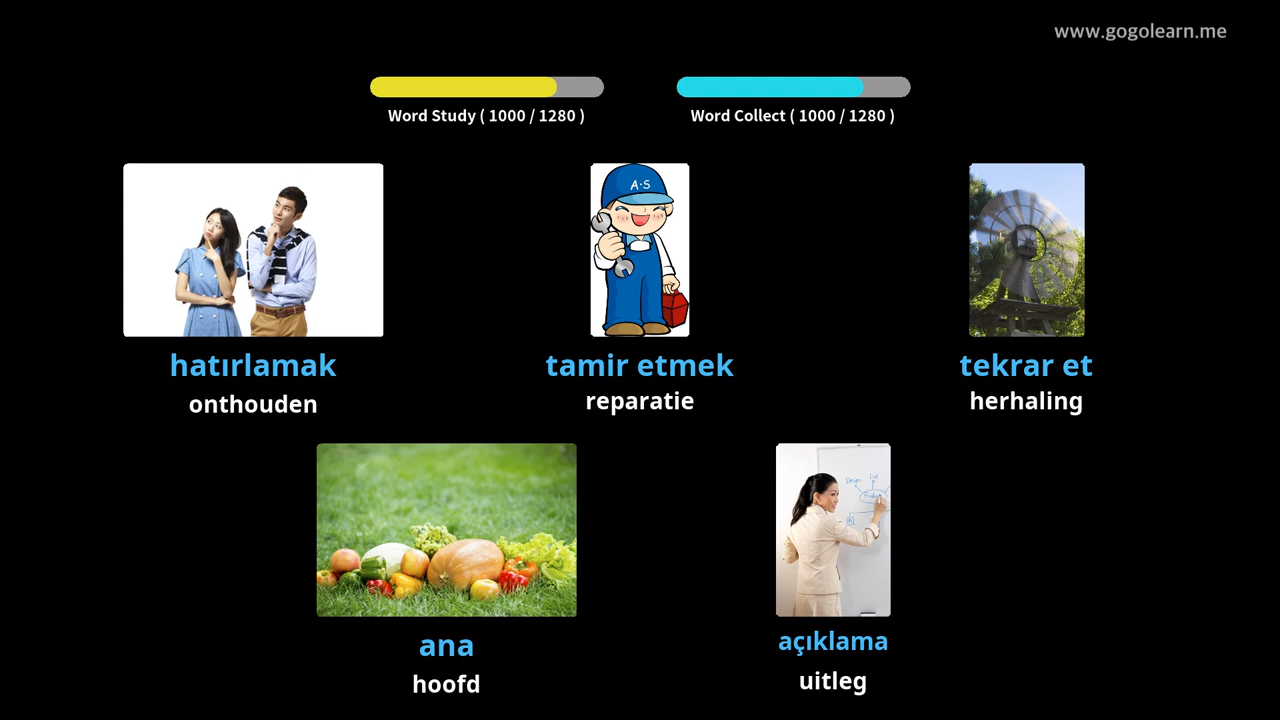 www.gogolearn.me
Word Study ( 1000 / 1280 )
Word Collect ( 1000 / 1280 )
A·S
hatırlamak
onthouden
tamir etmek
reparatie
tekrar et
herhaling
Design
ana
hoofd
açıklama
uitleg